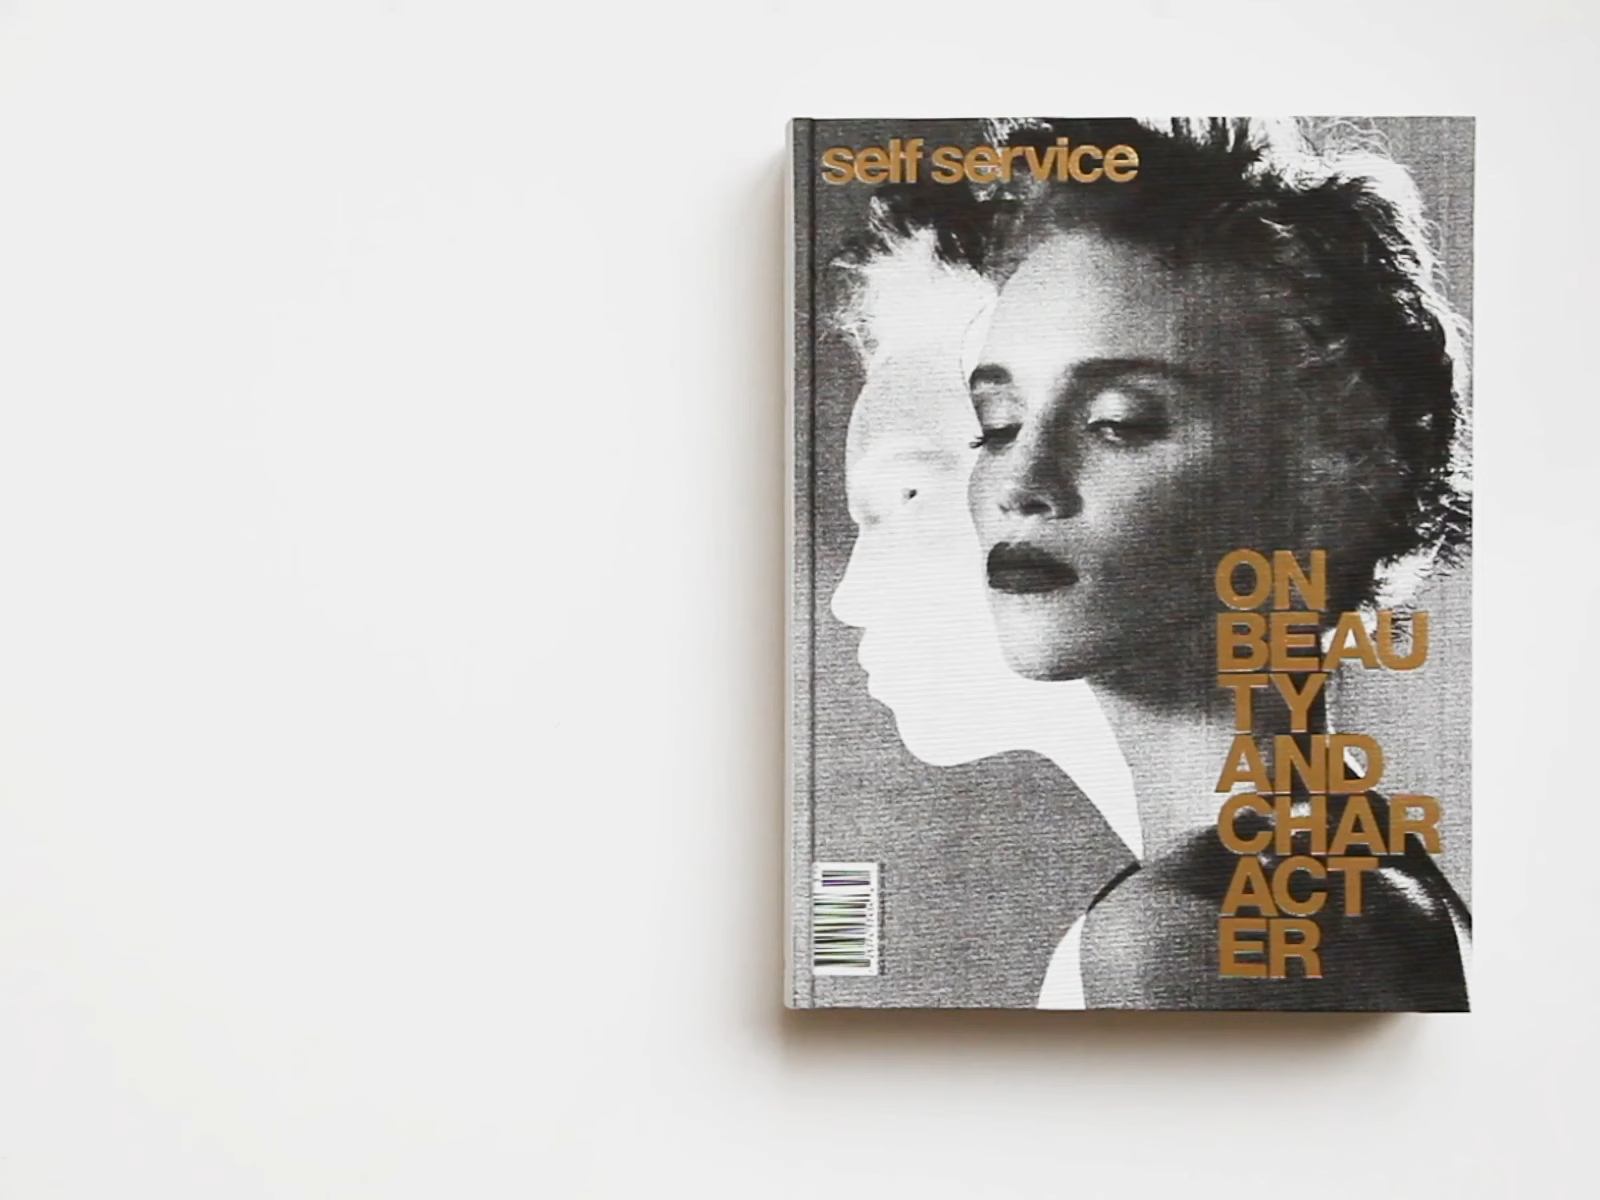 self service
ON
BEAU
TY
AND
CHAR
ACT
ER